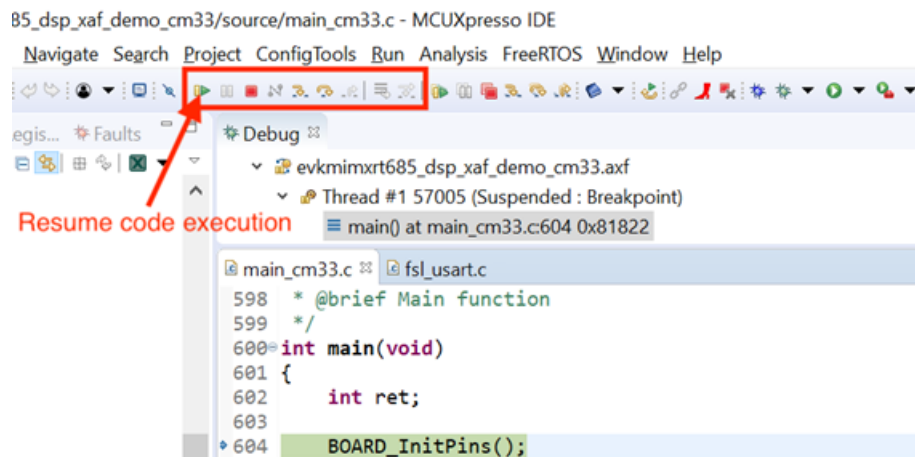 85_dsp_xaf_demo_cm33/source/main_cm33.c - MCUXpresso IDE
Navigate Search Project ConfigTools Run Analysis FreeRTOS Window Help
egis... Faults
Debug
evkmimxrt685_dsp_xaf_demo_cm33.axf
Thread #1 57005 (Suspended : Breakpoint)
main() at main_cm33.c:604 0x81822
Resume code execution
main_cm33.c fsl_usart.c
598 * @brief Main function
599 */
600 int main(void)
601 {
602 int ret;
603
604 BOARD_InitPins();